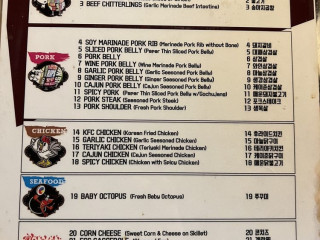 3 BEEF CHITTERLINGS (Garlic Marinade Beef Intestine)
PORK
4 SOY MARINADE PORK RIB (Marinade Pork Rib without Bone) 4 돼지갈비
5 SLICED PORK BELLY (Paper Thin Sliced Pork Belly) 5 대패삼겹살
6 PORK BELLY 6 삼겹살
7 WINE PORK BELLY (Wine Marinade Pork Belly) 7 와인삼겹살
8 GARLIC PORK BELLY (Garlic Seasoned Pork Belly) 8 마늘삼겹살
9 GINGER PORK BELLY (Ginger Seasoned Pork Belly) 9 생강삼겹살
10 CAJUN PORK BELLY (Cajun Seasoned Pork Belly) 10 케이준삼겹살
11 SPICY PORK (Paper Thin Spicy Pork Belly w/Gochujang) 11
12 PORK STEAK (Seasoned Pork Steak) 12 포크스테이크
13 PORK SHOULDER (Fresh Pork Shoulder) 13 생목살
CHICKEN
14 KFC CHICKEN (Korean Fried Chicken) 14 후라이드치킨
15 GARLIC CHICKEN (Garlic Seasoned Chicken) 15 마늘닭구이
16 TERIYAKI CHICKEN (Teriyaki Marinade Chicken) 16 데리야끼치킨
17 CAJUN CHICKEN (Cajun Seasoned Chicken) 17 케이준닭구이
18 SPICY CHICKEN (Chicken with Spicy Chicken) 18 매운닭구이
SEAFOOD
19 BABY OCTOPUS (Fresh Baby Octopus) 19 쭈꾸미
20 CORN CHEESE (Sweet Corn & Cheese on Skillet) 20 콘치즈
21 EGG CASSEROLE 21 계란찜